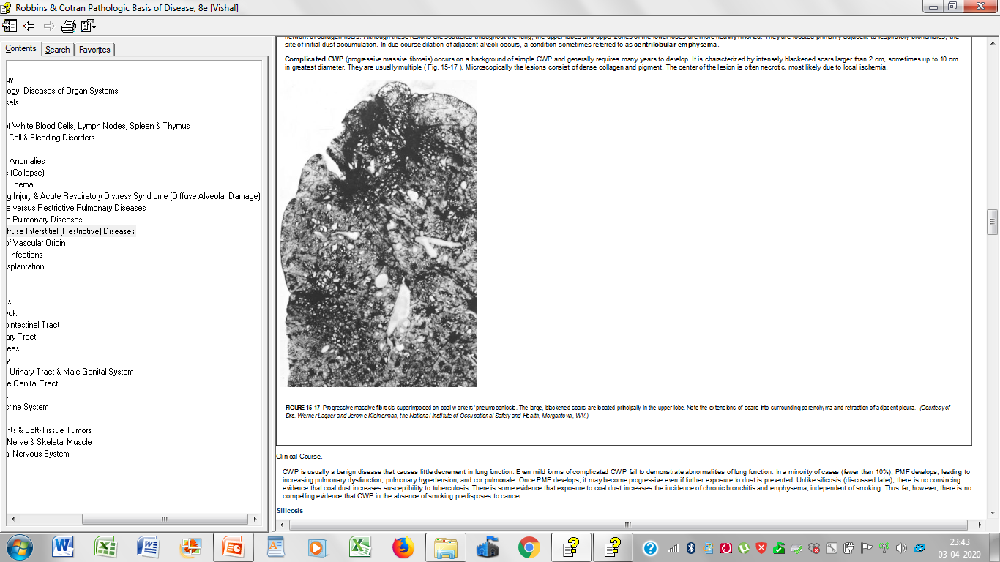 Robbins & Cotran Pathologic Basis of Disease, 8e [Vishal]
Contents
Search
Favorites
gy
ogy: Diseases of Organ Systems
sels
of White Blood Cells, Lymph Nodes, Spleen & Thymus
Cell & Bleeding Disorders
Anomalies
(Collapse)
Edema
g Injury & Acute Respiratory Distress Syndrome (Diffuse Alveolar Damage)
e versus Restrictive Pulmonary Diseases
e Pulmonary Diseases
ffuse Interstitial (Restrictive) Diseases
of Vascular Origin
Infections
splantation
s
eck
ointestinal Tract
ary Tract
eas
y
Urinary Tract & Male Genital System
e Genital Tract
crine System
nts & Soft-Tissue Tumors
Nerve & Skeletal Muscle
al Nervous System
network of collagen fibers. Although these lesions are scattered throughout the lung, the upper lobes and upper zones of the lower lobes are more heavily involved. They are located primarily adjacent to respiratory bronchioles, the
site of initial dust accumulation. In due course dilation of adjacent alveoli occurs, a condition sometimes referred to as centrilobular emphysema.
Complicated CWP (progressive massive fibrosis) occurs on a background of simple CWP and generally requires many years to develop. It is characterized by intensely blackened scars larger than 2 cm, sometimes up to 10 cm
in greatest diameter. They are usually multiple ( Fig. 15-17 ). Microscopically the lesions consist of dense collagen and pigment. The center of the lesion is often necrotic, most likely due to local ischemia.
FIGURE 15-17 Progressive massive fibrosis superimposed on coal workers' pneumoconiosis. The large, blackened scars are located principally in the upper lobe. Note the extensions of scars into surrounding parenchyma and retraction of adjacent pleura. (Courtesy of
Drs. Werner Laquer and Jerome Kleinerman, the National Institute of Occupational Safety and Health, Morgantown, WV.)
Clinical Course.
CWP is usually a benign disease that causes little decrement in lung function. Even mild forms of complicated CWP fail to demonstrate abnormalities of lung function. In a minority of cases (fewer than 10%), PMF develops, leading to
increasing pulmonary dysfunction, pulmonary hypertension, and cor pulmonale. Once PMF develops, it may become progressive even if further exposure to dust is prevented. Unlike silicosis (discussed later), there is no convincing
evidence that coal dust increases susceptibility to tuberculosis. There is some evidence that exposure to coal dust increases the incidence of chronic bronchitis and emphysema, independent of smoking. Thus far, however, there is no
compelling evidence that CWP in the absence of smoking predisposes to cancer.
Silicosis
23:43
03-04-2020